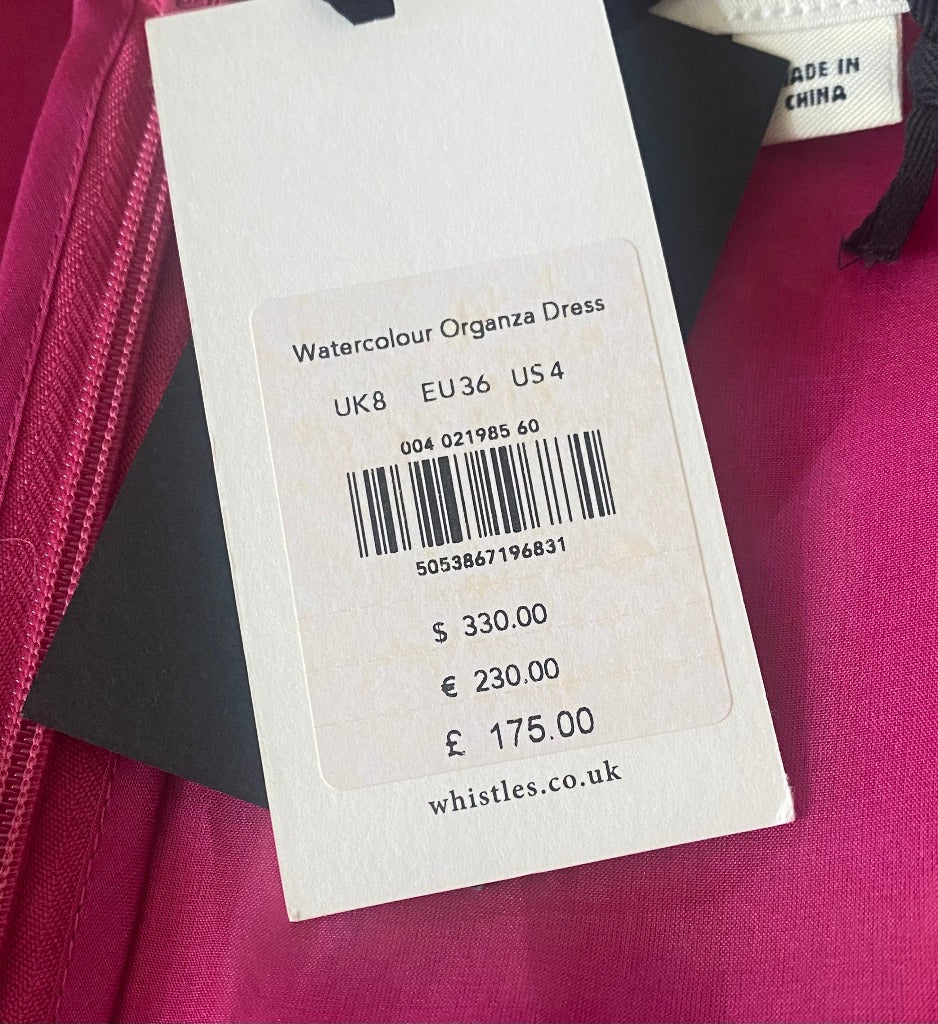 ADE IN
CHINA
Watercolour Organza Dress
UK8 EU36 US4
004 021985 60
5053867196831
$ 330.00
€ 230.00
£ 175.00
whistles.co.uk